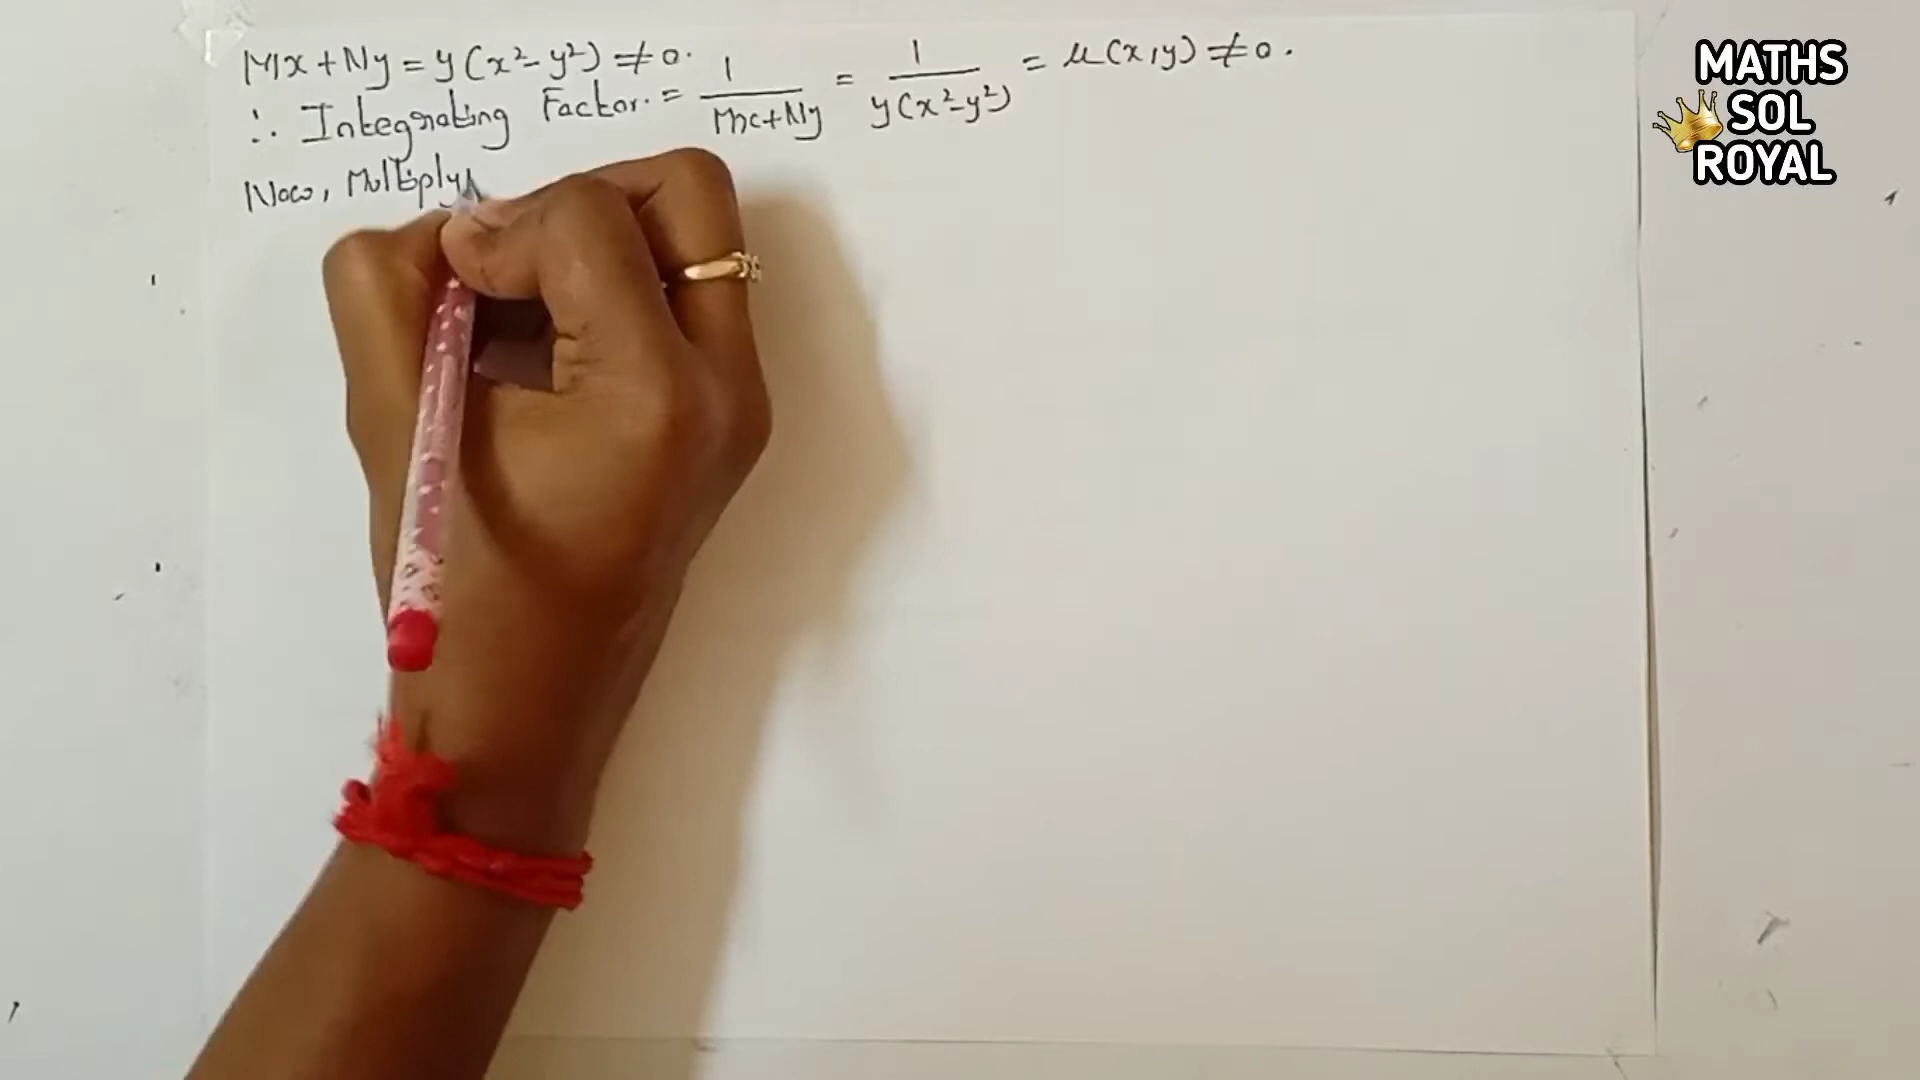 Mx + Ny = y(x² - y²) ≠ 0.
∴ Integrating Factor. = 1/(Mx+Ny) = 1/(y(x²-y²)) = μ(x,y) ≠ 0.
Now, Multiply
MATHS
SOL
ROYAL